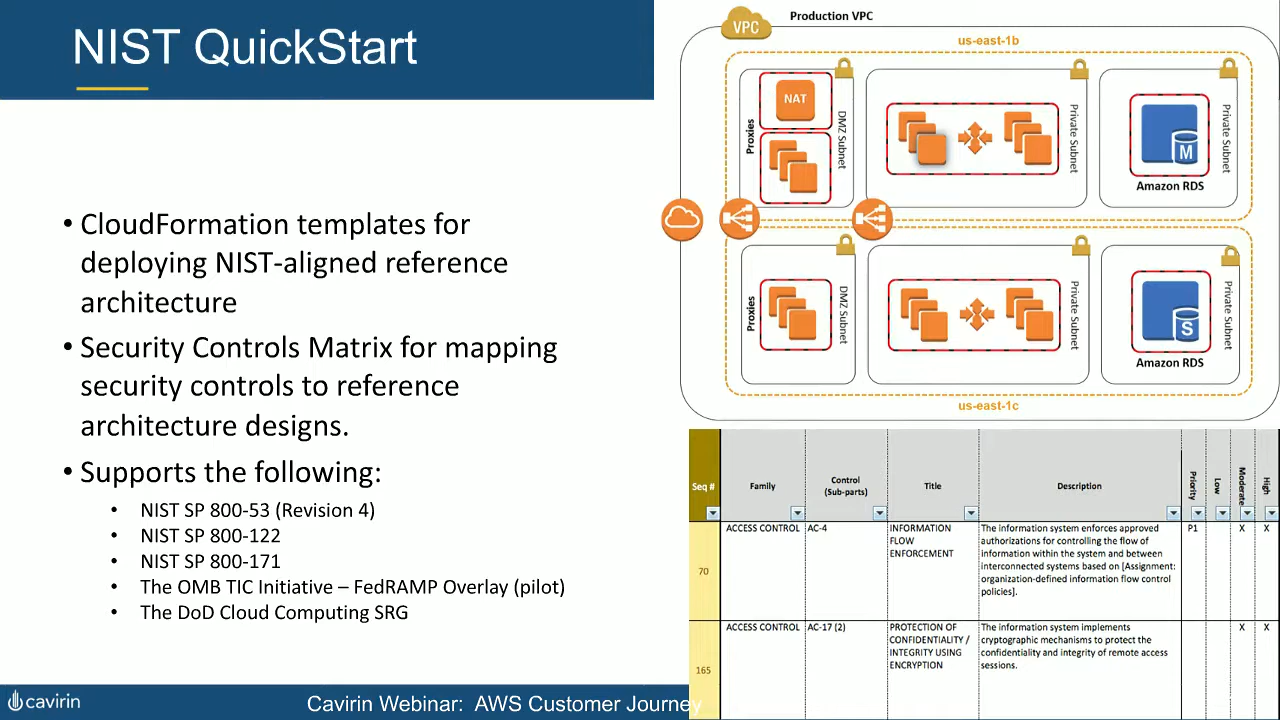 NIST QuickStart
• CloudFormation templates for
deploying NIST-aligned reference
architecture
• Security Controls Matrix for mapping
security controls to reference
architecture designs.
• Supports the following:
• NIST SP 800-53 (Revision 4)
• NIST SP 800-122
• NIST SP 800-171
• The OMB TIC Initiative – FedRAMP Overlay (pilot)
• The DoD Cloud Computing SRG
VPC
Production VPC
us-east-1b
Proxies
NAT
DMZ Subnet
Private Subnet
M
Amazon RDS
Private Subnet
Proxies
DMZ Subnet
Private Subnet
S
Amazon RDS
Private Subnet
us-east-1c
Seq #
Family
Control
(Sub-parts)
Title
Description
Priority
Low
Moderate
High
70
ACCESS CONTROL
AC-4
INFORMATION
FLOW
ENFORCEMENT
The information system enforces approved
authorizations for controlling the flow of
information within the system and between
interconnected systems based on [Assignment:
organization-defined information flow control
policies].
P1
X
X
165
ACCESS CONTROL
AC-17 (2)
PROTECTION OF
CONFIDENTIALITY /
INTEGRITY USING
ENCRYPTION
The information system implements
cryptographic mechanisms to protect the
confidentiality and integrity of remote access
sessions.
X
X
cavirin
Cavirin Webinar: AWS Customer Journey